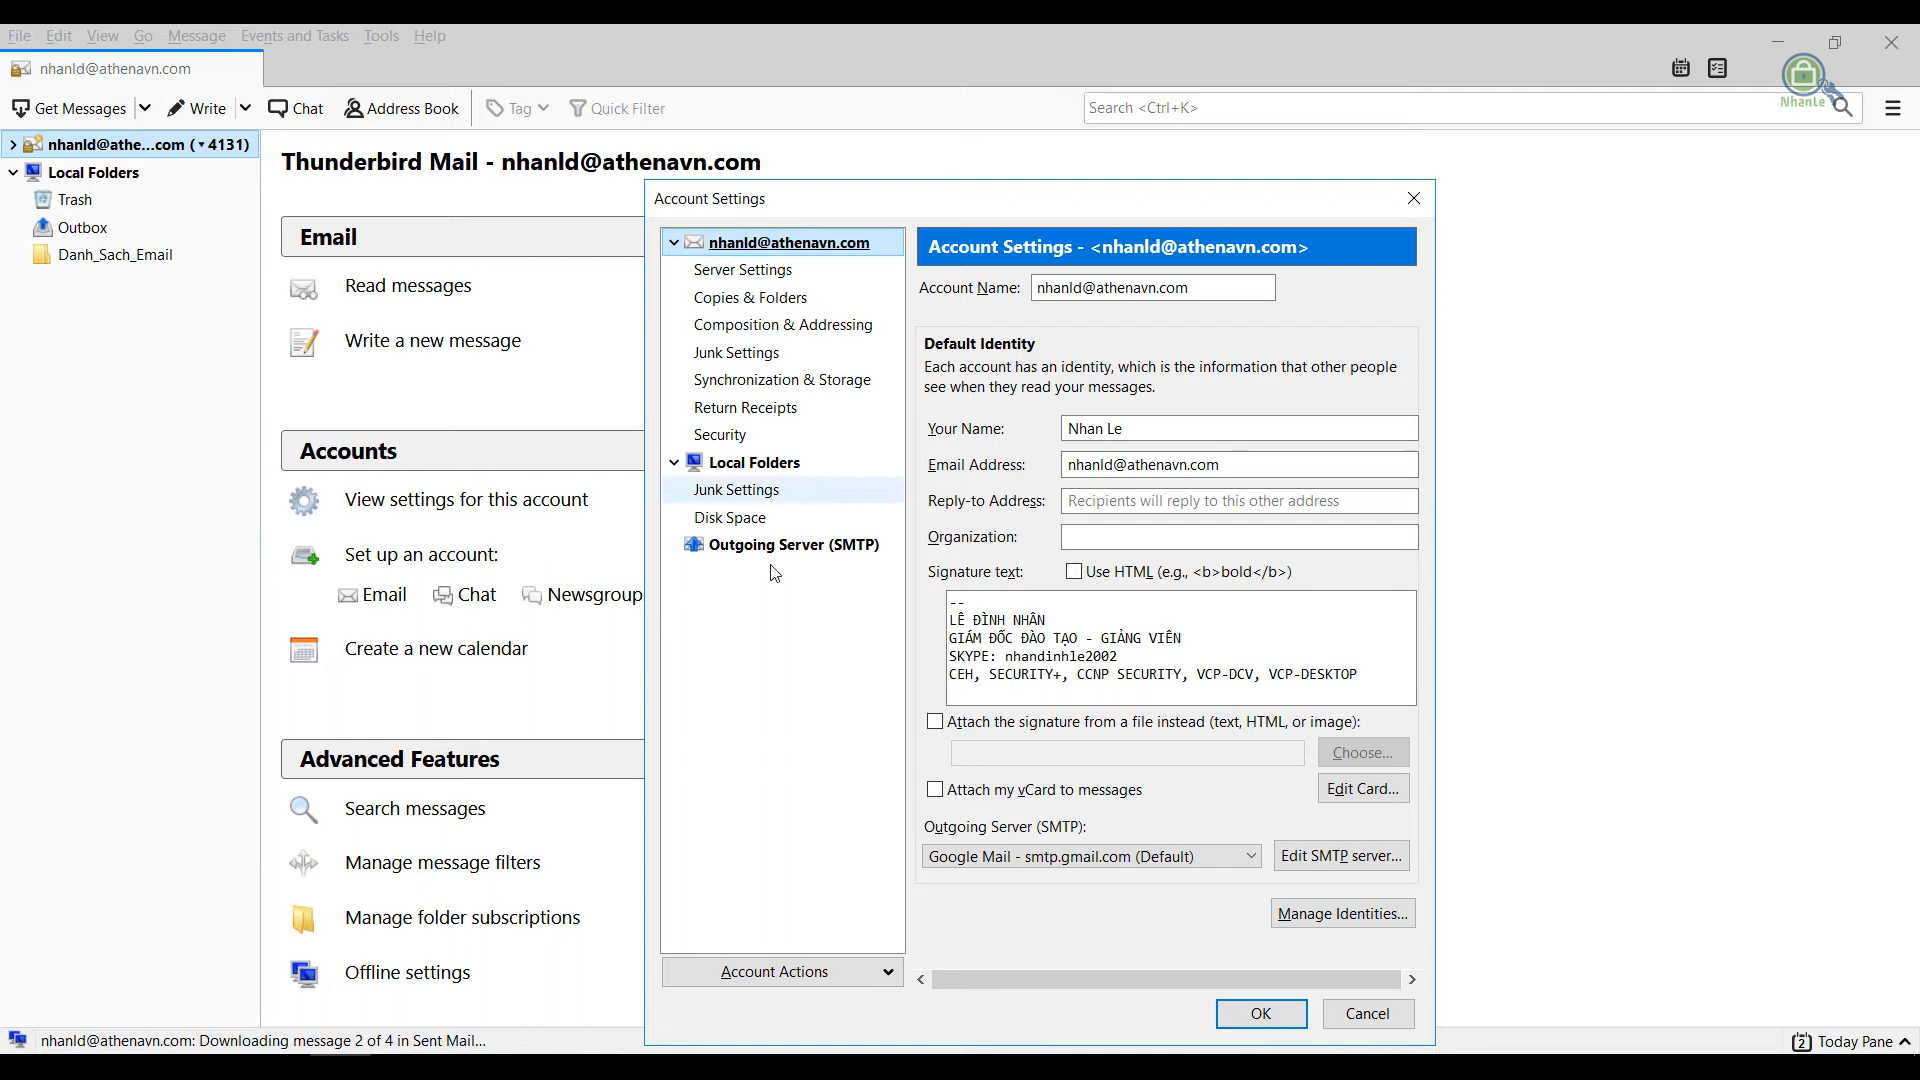 File Edit View Go Message Events and Tasks Tools Help
nhanld@athenavn.com
NhanLe
Get Messages Write Chat Address Book Tag Quick Filter Search <Ctrl+K>
nhanld@athe...com (▾4131)
Local Folders
Trash
Outbox
Danh_Sach_Email
Thunderbird Mail - nhanld@athenavn.com
Email
Read messages
Write a new message
Accounts
View settings for this account
Set up an account:
Email Chat Newsgroup
Create a new calendar
Advanced Features
Search messages
Manage message filters
Manage folder subscriptions
Offline settings
Account Settings
nhanld@athenavn.com
Server Settings
Copies & Folders
Composition & Addressing
Junk Settings
Synchronization & Storage
Return Receipts
Security
Local Folders
Junk Settings
Disk Space
Outgoing Server (SMTP)
Account Actions
Account Settings - <nhanld@athenavn.com>
Account Name: nhanld@athenavn.com
Default Identity
Each account has an identity, which is the information that other people
see when they read your messages.
Your Name: Nhan Le
Email Address: nhanld@athenavn.com
Reply-to Address: Recipients will reply to this other address
Organization:
Signature text: Use HTML (e.g., <b>bold</b>)
--
LÊ ĐÌNH NHÂN
GIÁM ĐỐC ĐÀO TẠO - GIẢNG VIÊN
SKYPE: nhandinhle2002
CEH, SECURITY+, CCNP SECURITY, VCP-DCV, VCP-DESKTOP
Attach the signature from a file instead (text, HTML, or image):
Choose...
Attach my vCard to messages Edit Card...
Outgoing Server (SMTP):
Google Mail - smtp.gmail.com (Default) Edit SMTP server...
Manage Identities...
OK Cancel
nhanld@athenavn.com: Downloading message 2 of 4 in Sent Mail...
2 Today Pane